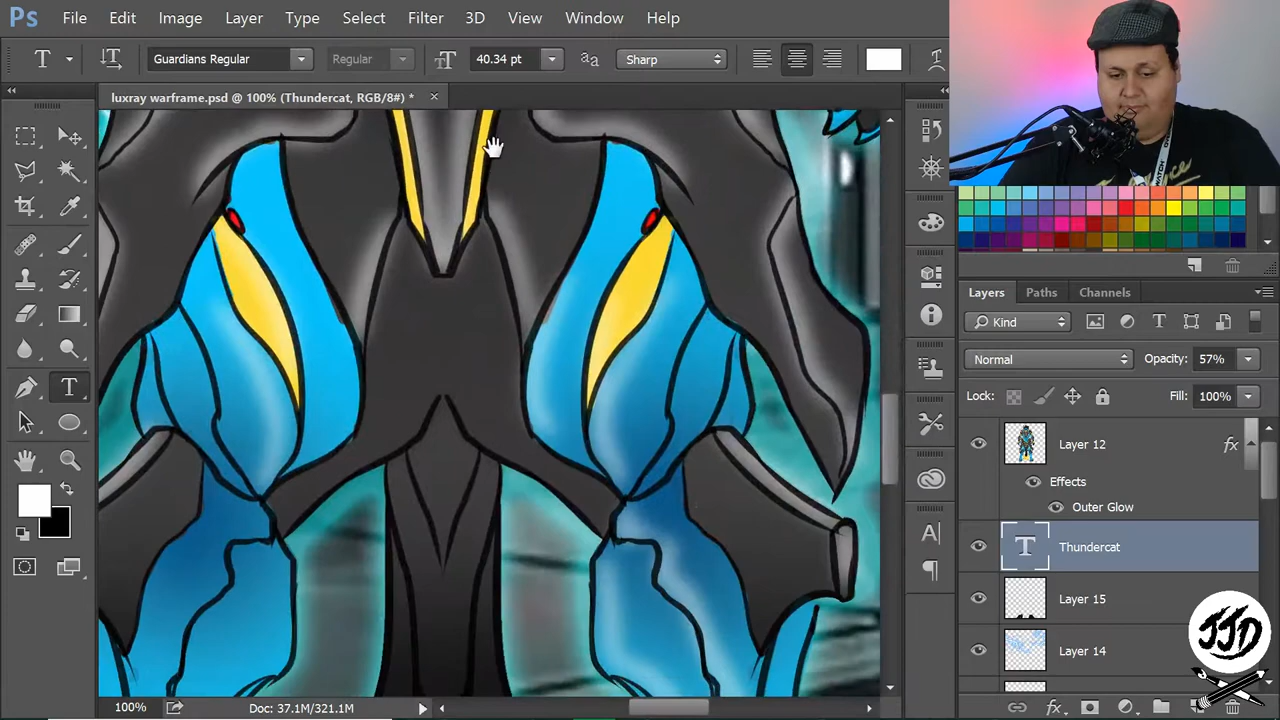 Ps File Edit Image Layer Type Select Filter 3D View Window Help
T Guardians Regular Regular 40.34 pt aa Sharp
luxray warframe.psd @ 100% (Thundercat, RGB/8#) * ×
Layers Paths Channels
Kind
Normal Opacity: 57%
Lock: Fill: 100%
Layer 12 fx
Effects
Outer Glow
T Thundercat
Layer 15
Layer 14
JJD
100% Doc: 37.1M/321.1M